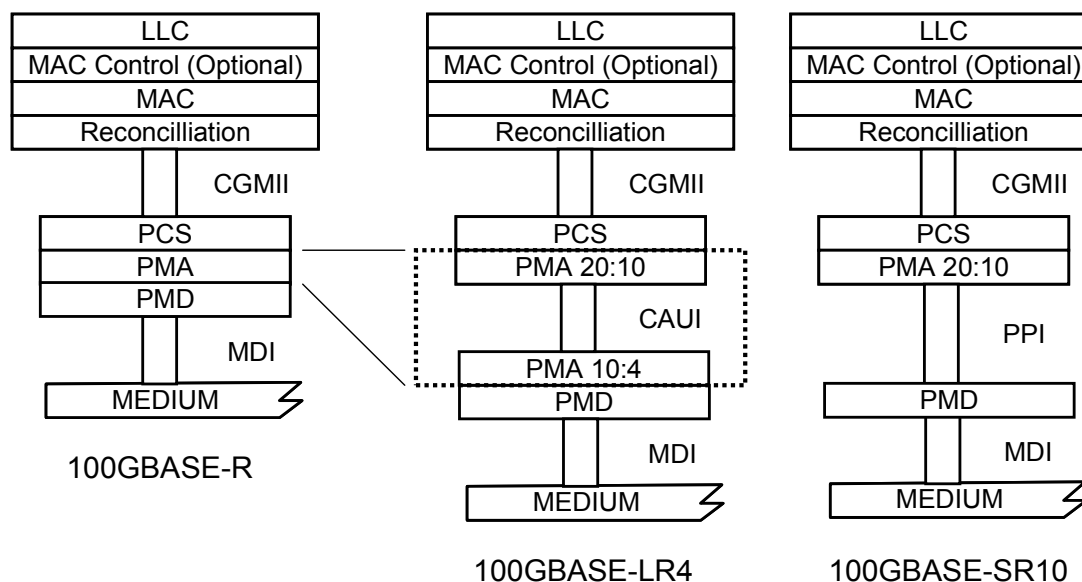 LLC
MAC Control (Optional)
MAC
Reconcilliation
CGMII
PCS
PMA
PMD
MDI
MEDIUM
100GBASE-R
LLC
MAC Control (Optional)
MAC
Reconcilliation
CGMII
PCS
PMA 20:10
CAUI
PMA 10:4
PMD
MDI
MEDIUM
100GBASE-LR4
LLC
MAC Control (Optional)
MAC
Reconcilliation
CGMII
PCS
PMA 20:10
PPI
PMD
MDI
MEDIUM
100GBASE-SR10